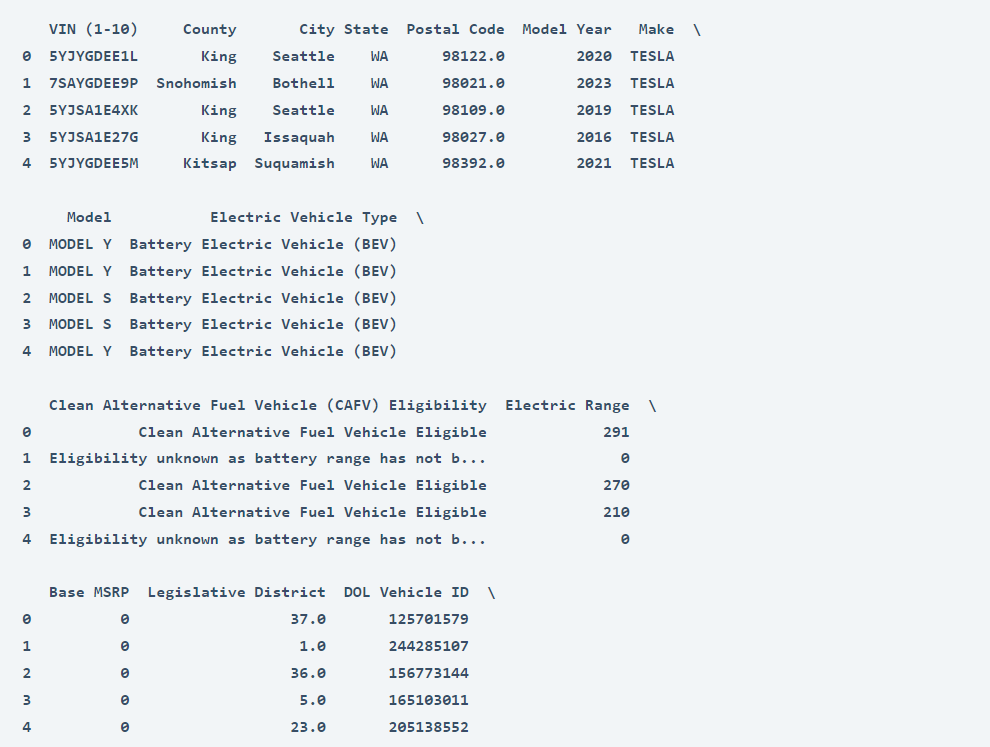 VIN (1-10)     County       City State  Postal Code  Model Year   Make  \
0  5YJYGDEE1L       King    Seattle    WA      98122.0        2020  TESLA
1  7SAYGDEE9P  Snohomish    Bothell    WA      98021.0        2023  TESLA
2  5YJSA1E4XK       King    Seattle    WA      98109.0        2019  TESLA
3  5YJSA1E27G       King   Issaquah    WA      98027.0        2016  TESLA
4  5YJYGDEE5M     Kitsap  Suquamish    WA      98392.0        2021  TESLA

     Model           Electric Vehicle Type  \
0  MODEL Y  Battery Electric Vehicle (BEV)
1  MODEL Y  Battery Electric Vehicle (BEV)
2  MODEL S  Battery Electric Vehicle (BEV)
3  MODEL S  Battery Electric Vehicle (BEV)
4  MODEL Y  Battery Electric Vehicle (BEV)

   Clean Alternative Fuel Vehicle (CAFV) Eligibility  Electric Range  \
0            Clean Alternative Fuel Vehicle Eligible             291
1  Eligibility unknown as battery range has not b...               0
2            Clean Alternative Fuel Vehicle Eligible             270
3            Clean Alternative Fuel Vehicle Eligible             210
4  Eligibility unknown as battery range has not b...               0

   Base MSRP  Legislative District  DOL Vehicle ID  \
0          0                  37.0       125701579
1          0                   1.0       244285107
2          0                  36.0       156773144
3          0                   5.0       165103011
4          0                  23.0       205138552